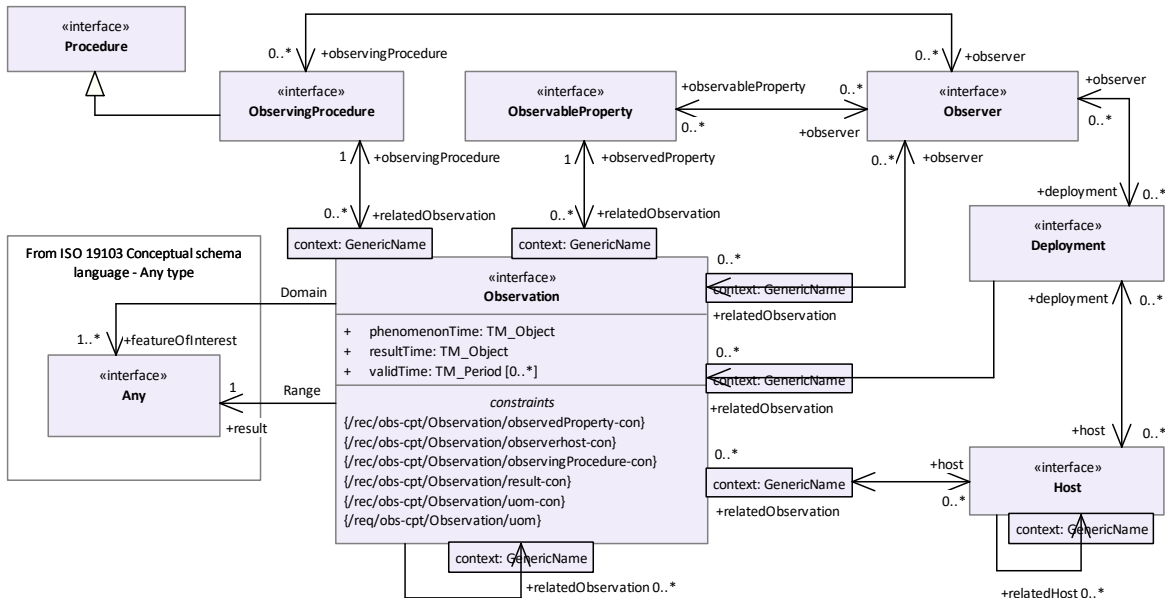 «interface»
Procedure
0..*
+observingProcedure
0..*
+observer
«interface»
ObservingProcedure
«interface»
ObservableProperty
+observableProperty
0..*
0..*
+observer
«interface»
Observer
+observer
0..*
1
+observingProcedure
1
+observedProperty
0..*
+observer
0..*
+relatedObservation
0..*
+relatedObservation
+deployment
0..*
context: GenericName
context: GenericName
«interface»
Deployment
From ISO 19103 Conceptual schema
language - Any type
Domain
«interface»
Observation
0..*
context: GenericName
+relatedObservation
+deployment
0..*
+ phenomenonTime: TM_Object
+ resultTime: TM_Object
+ validTime: TM_Period [0..*]
1..*
+featureOfInterest
«interface»
Any
1
Range
+result
0..*
context: GenericName
+relatedObservation
constraints
{/rec/obs-cpt/Observation/observedProperty-con}
{/rec/obs-cpt/Observation/observerhost-con}
{/rec/obs-cpt/Observation/observingProcedure-con}
{/rec/obs-cpt/Observation/result-con}
{/rec/obs-cpt/Observation/uom-con}
{/req/obs-cpt/Observation/uom}
+host
0..*
0..*
context: GenericName
+relatedObservation
+host
0..*
«interface»
Host
context: GenericName
context: GenericName
+relatedObservation 0..*
+relatedHost 0..*